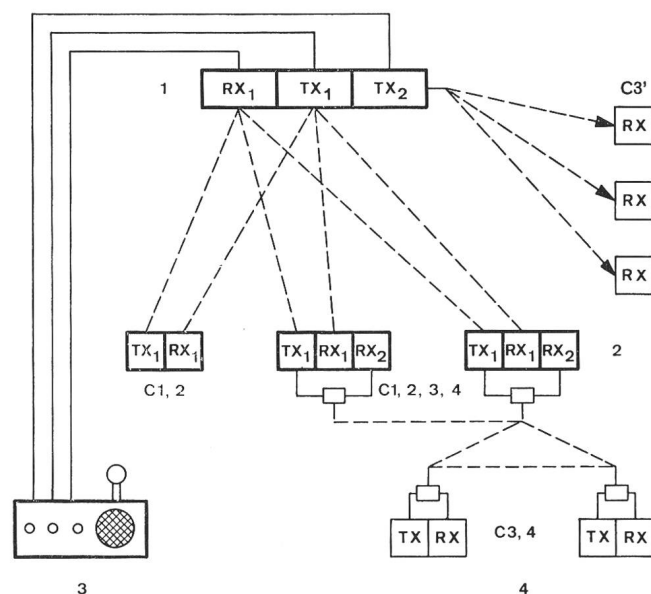 1
RX₁ TX₁ TX₂
C3'
RX
RX
RX
TX₁ RX₁
C1, 2
TX₁ RX₁ RX₂
C1, 2, 3, 4
TX₁ RX₁ RX₂
2
TX RX
C3, 4
TX RX
3
4